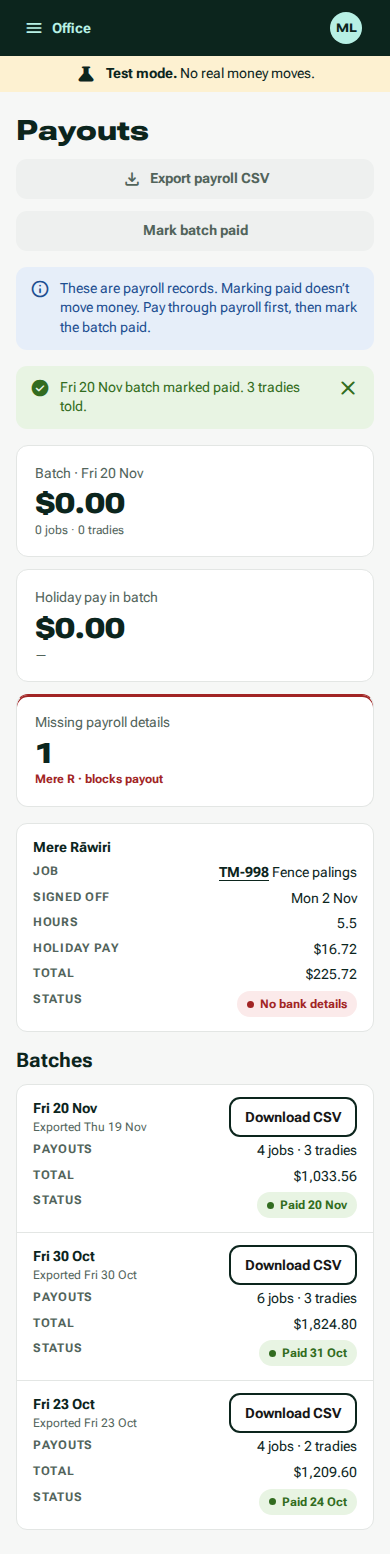 Office
ML
Test mode. No real money moves.
Payouts
Export payroll CSV
Mark batch paid
These are payroll records. Marking paid doesn't
move money. Pay through payroll first, then mark
the batch paid.
Fri 20 Nov batch marked paid. 3 tradies
told.
Batch · Fri 20 Nov
$0.00
0 jobs · 0 tradies
Holiday pay in batch
$0.00
—
Missing payroll details
1
Mere R · blocks payout
Mere Rāwiri
JOB TM-998 Fence palings
SIGNED OFF Mon 2 Nov
HOURS 5.5
HOLIDAY PAY $16.72
TOTAL $225.72
STATUS No bank details
Batches
Fri 20 Nov Download CSV
Exported Thu 19 Nov
PAYOUTS 4 jobs · 3 tradies
TOTAL $1,033.56
STATUS Paid 20 Nov
Fri 30 Oct Download CSV
Exported Fri 30 Oct
PAYOUTS 6 jobs · 3 tradies
TOTAL $1,824.80
STATUS Paid 31 Oct
Fri 23 Oct Download CSV
Exported Fri 23 Oct
PAYOUTS 4 jobs · 2 tradies
TOTAL $1,209.60
STATUS Paid 24 Oct